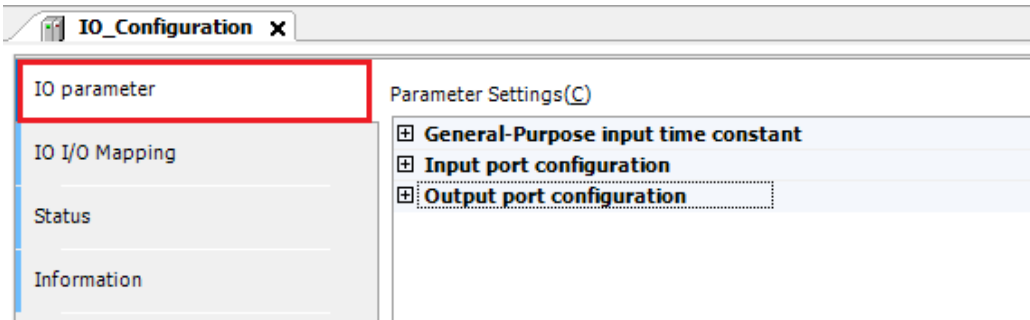 IO_Configuration
IO parameter
Parameter Settings(C)
General-Purpose input time constant
IO I/O Mapping
Input port configuration
Output port configuration
Status
Information